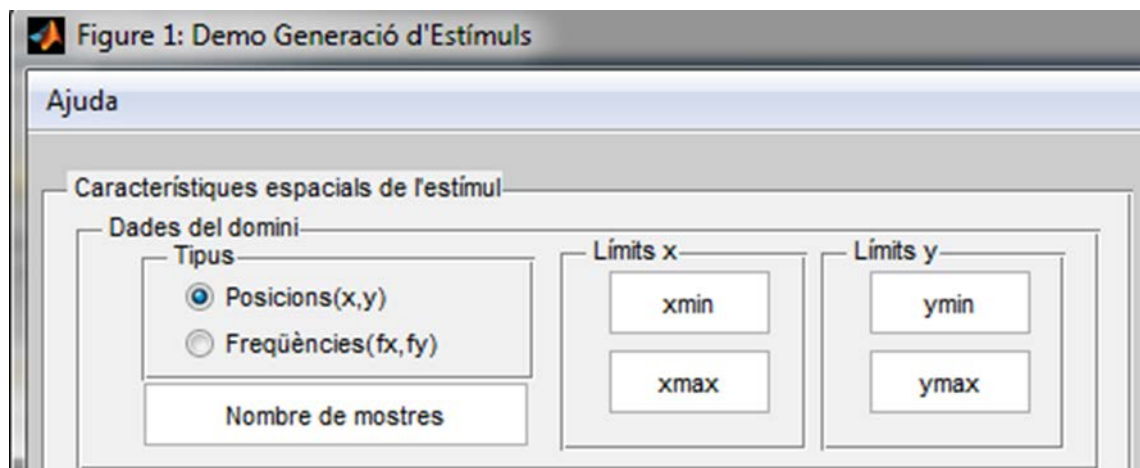 Figure 1: Demo Generació d'Estímuls
Ajuda
Característiques espacials de l'estímul
Dades del domini
Tipus
Posicions(x,y)
Freqüències(fx,fy)
Nombre de mostres
Límits x
xmin
xmax
Límits y
ymin
ymax